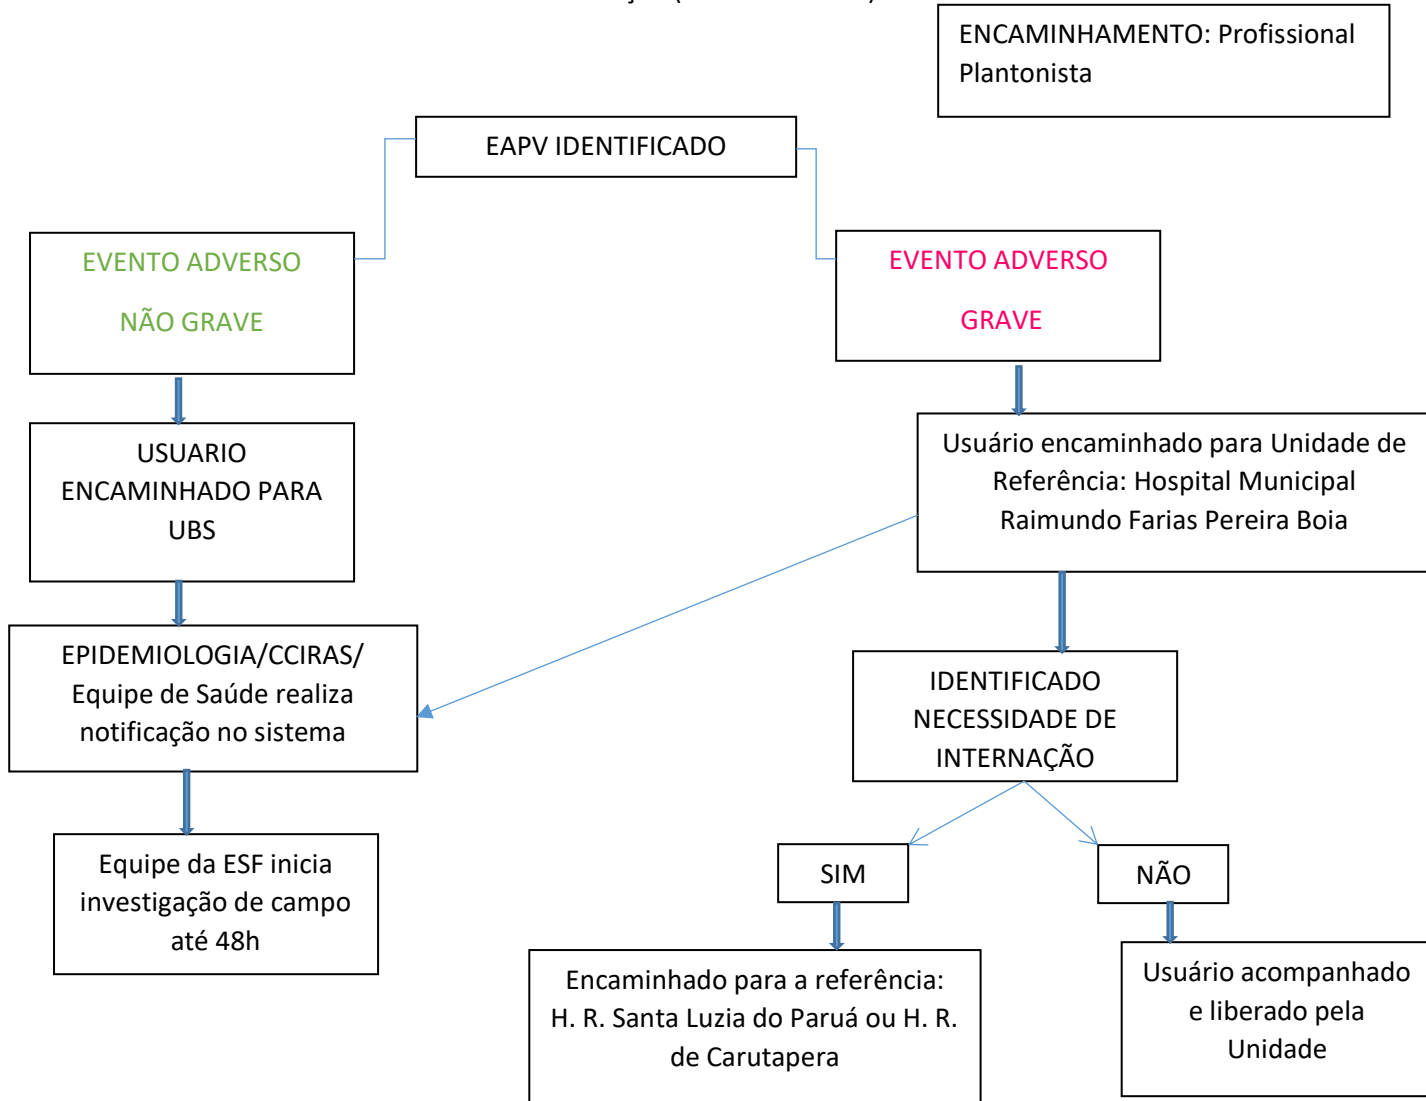 ENCAMINHAMENTO: Profissional
Plantonista
EAPV IDENTIFICADO
EVENTO ADVERSO
NÃO GRAVE
EVENTO ADVERSO
GRAVE
USUARIO
ENCAMINHADO PARA
UBS
Usuário encaminhado para Unidade de
Referência: Hospital Municipal
Raimundo Farias Pereira Boia
EPIDEMIOLOGIA/CCIRAS/
Equipe de Saúde realiza
notificação no sistema
IDENTIFICADO
NECESSIDADE DE
INTERNAÇÃO
Equipe da ESF inicia
investigação de campo
até 48h
SIM
NÃO
Encaminhado para a referência:
H. R. Santa Luzia do Paruá ou H. R.
de Carutapera
Usuário acompanhado
e liberado pela
Unidade